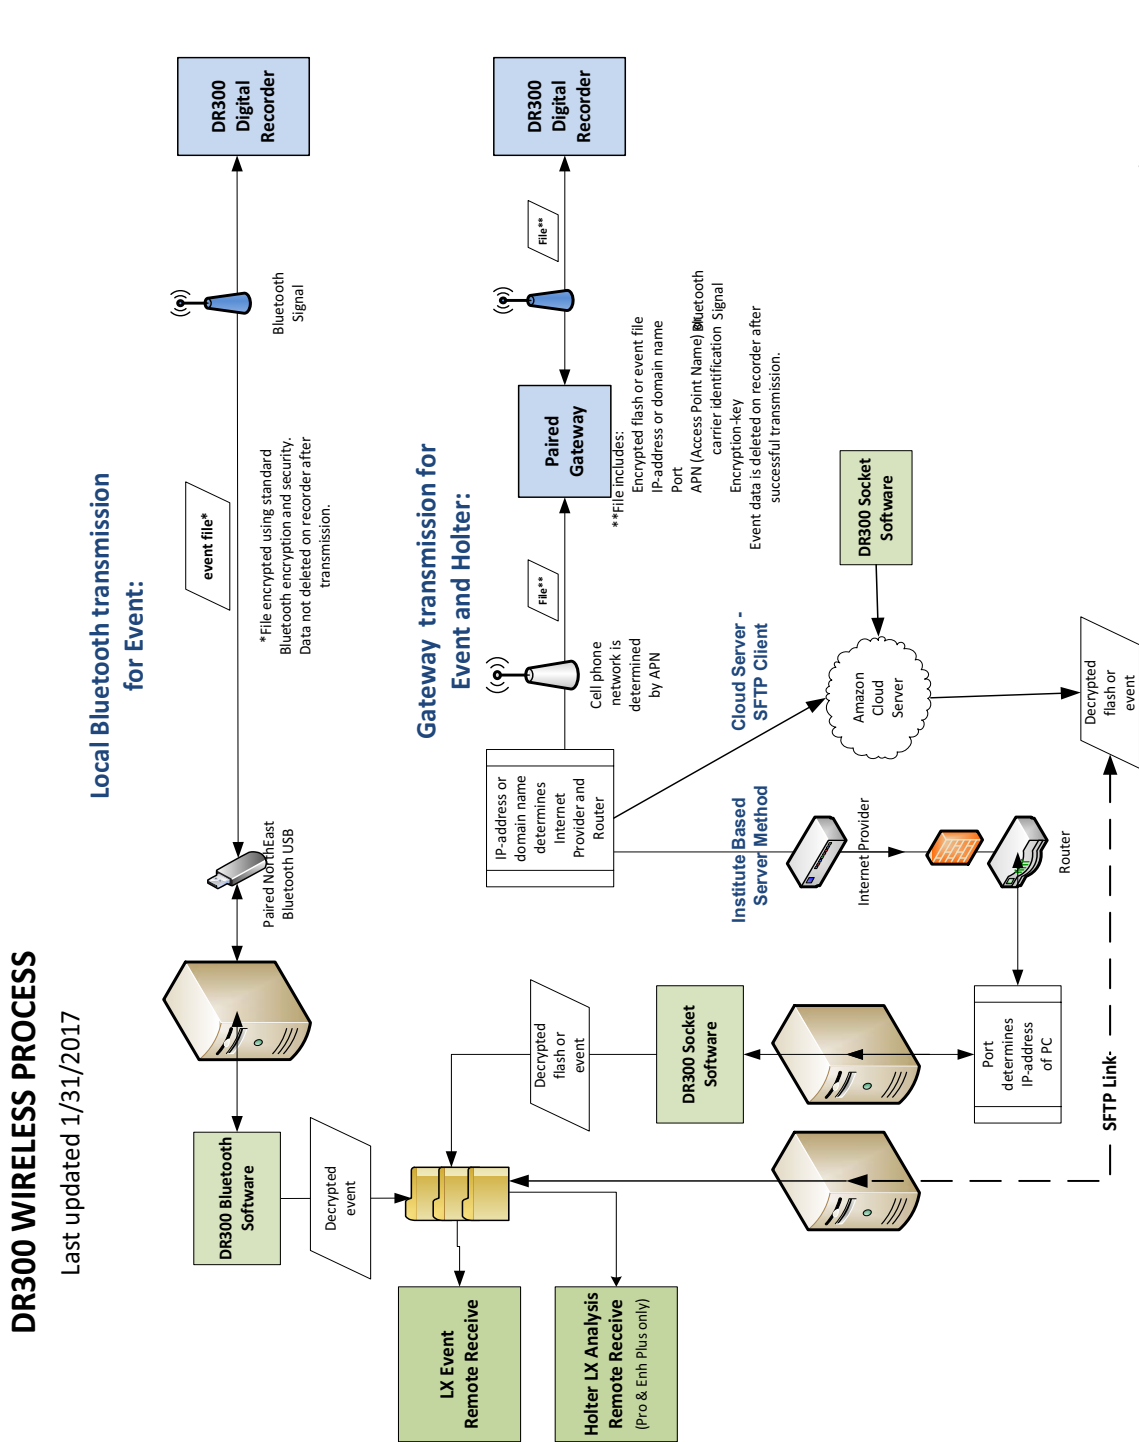 DR300 WIRELESS PROCESS
Last updated 1/31/2017
Local Bluetooth transmission
for Event:
DR300
Digital
Recorder
Bluetooth
Signal
event file*
*File encrypted using standard
Bluetooth encryption and security.
Data not deleted on recorder after
transmission.
Paired NorthEast
Bluetooth USB
DR300 Bluetooth
Software
Decrypted
event
LX Event
Remote Receive
Holter LX Analysis
Remote Receive
(Pro & Enh Plus only)
Gateway transmission for
Event and Holter:
DR300
Digital
Recorder
File**
Bluetooth
Signal
Paired
Gateway
**File includes:
Encrypted flash or event file
IP-address or domain name
Port
APN (Access Point Name) or
carrier identification
Encryption-key
Event data is deleted on recorder after
successful transmission.
File**
Cell phone
network is
determined
by APN
IP-address or
domain name
determines
Internet
Provider and
Router
Cloud Server -
SFTP Client
DR300 Socket
Software
Amazon
Cloud
Server
Decrypted
flash or
event
Institute Based
Server Method
Internet Provider
Router
Port
determines
IP-address
of PC
DR300 Socket
Software
Decrypted
flash or
event
SFTP Link-